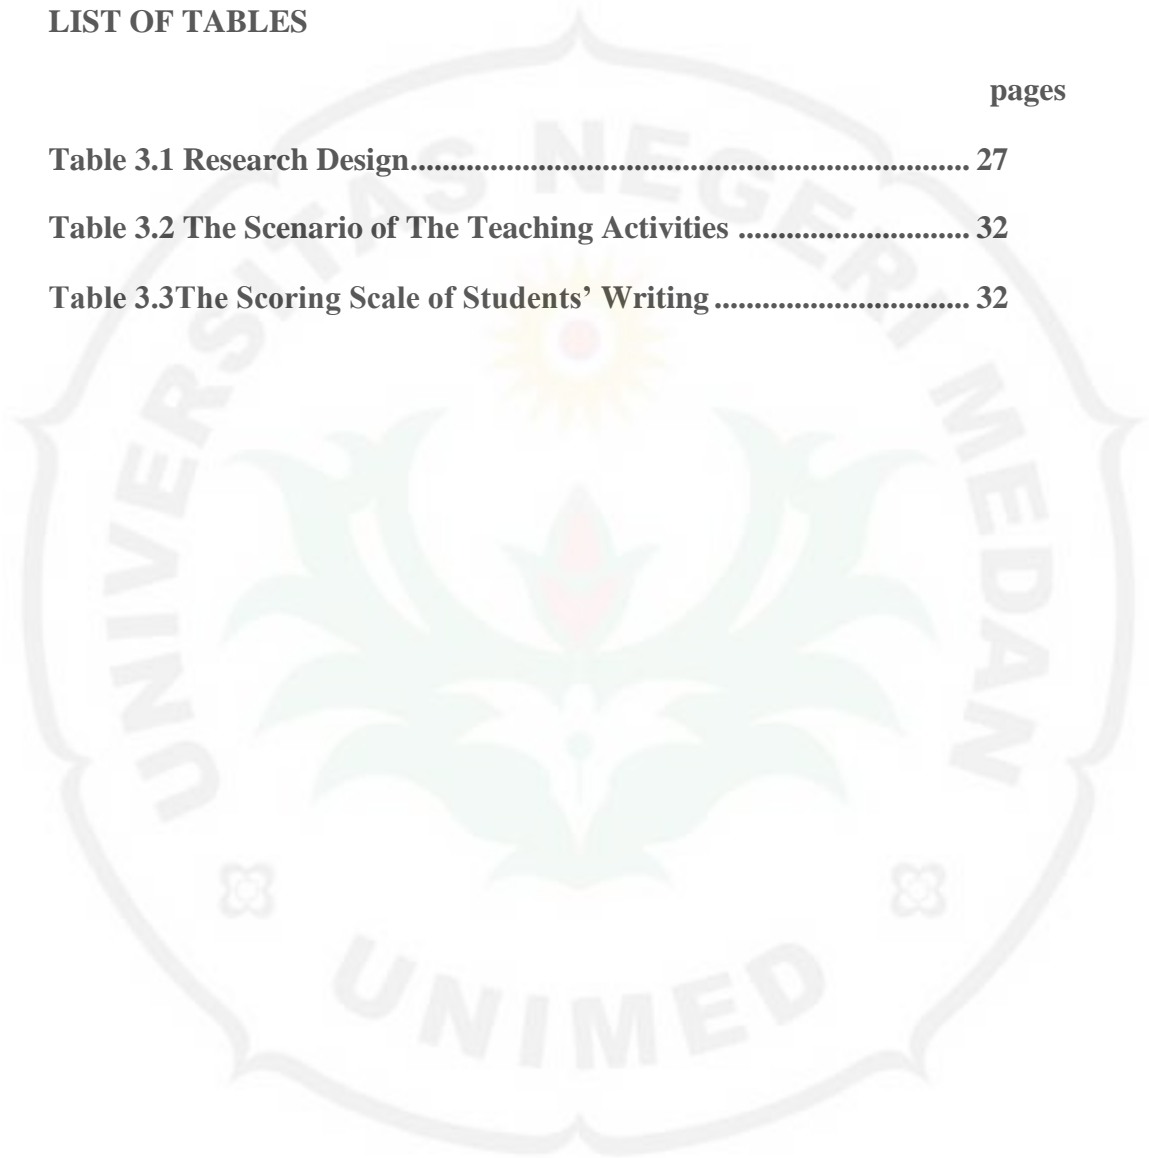 LIST OF TABLES
pages
Table 3.1 Research Design.................................................................... 27
Table 3.2 The Scenario of The Teaching Activities ............................ 32
Table 3.3The Scoring Scale of Students’ Writing ............................... 32
UNIVERSITAS NEGERI MEDAN
UNIMED